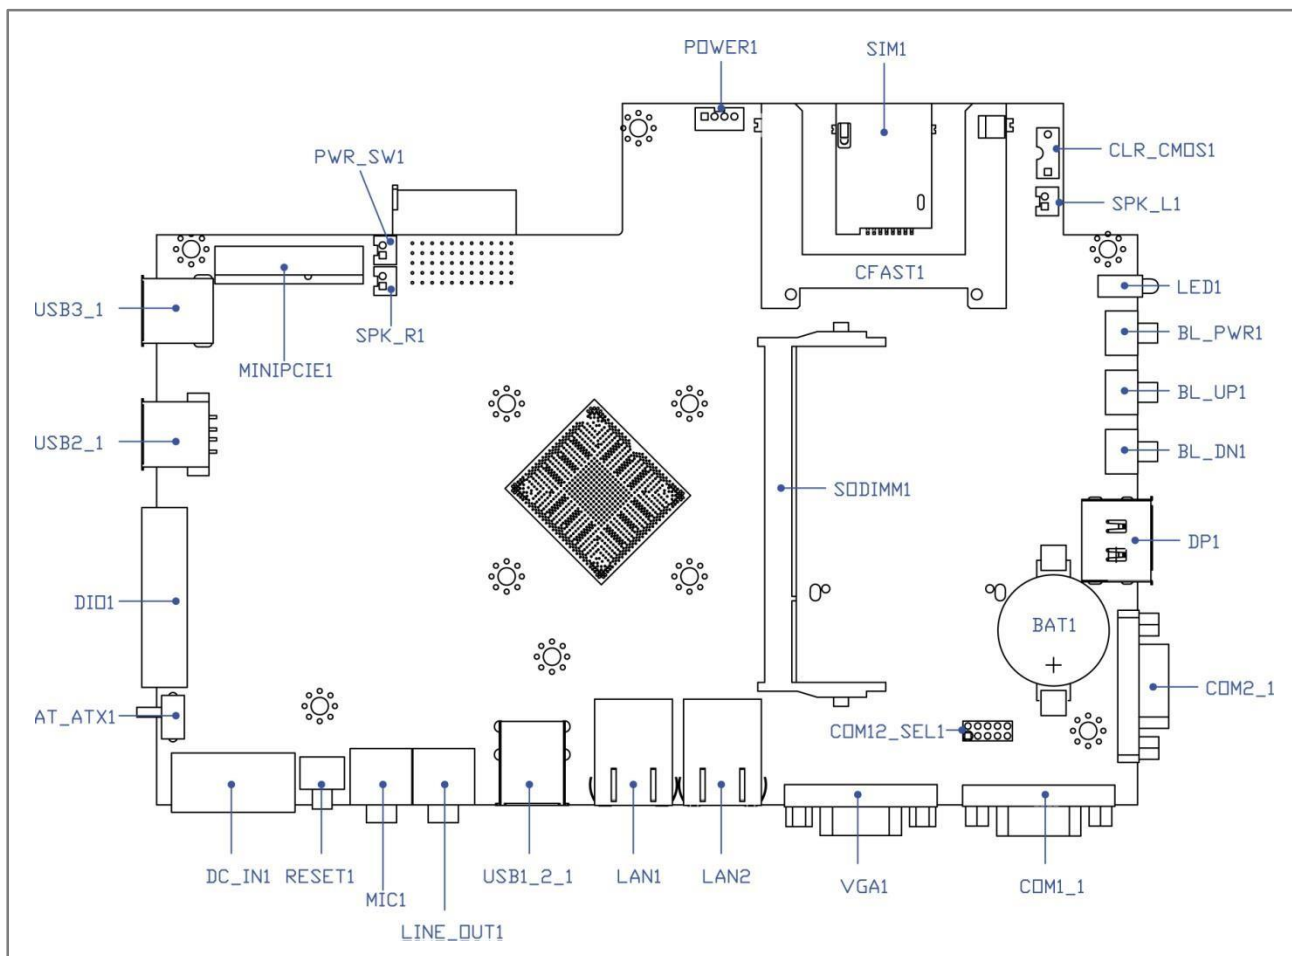 POWER1
SIM1
PWR_SW1
CLR_CMOS1
SPK_L1
CFAST1
LED1
USB3_1
SPK_R1
BL_PWR1
MINIPCIE1
BL_UP1
USB2_1
BL_DN1
SODIMM1
DP1
DIO1
BAT1
COM2_1
AT_ATX1
COM12_SEL1
DC_IN1
RESET1
MIC1
USB1_2_1
LAN1
LAN2
VGA1
COM1_1
LINE_OUT1